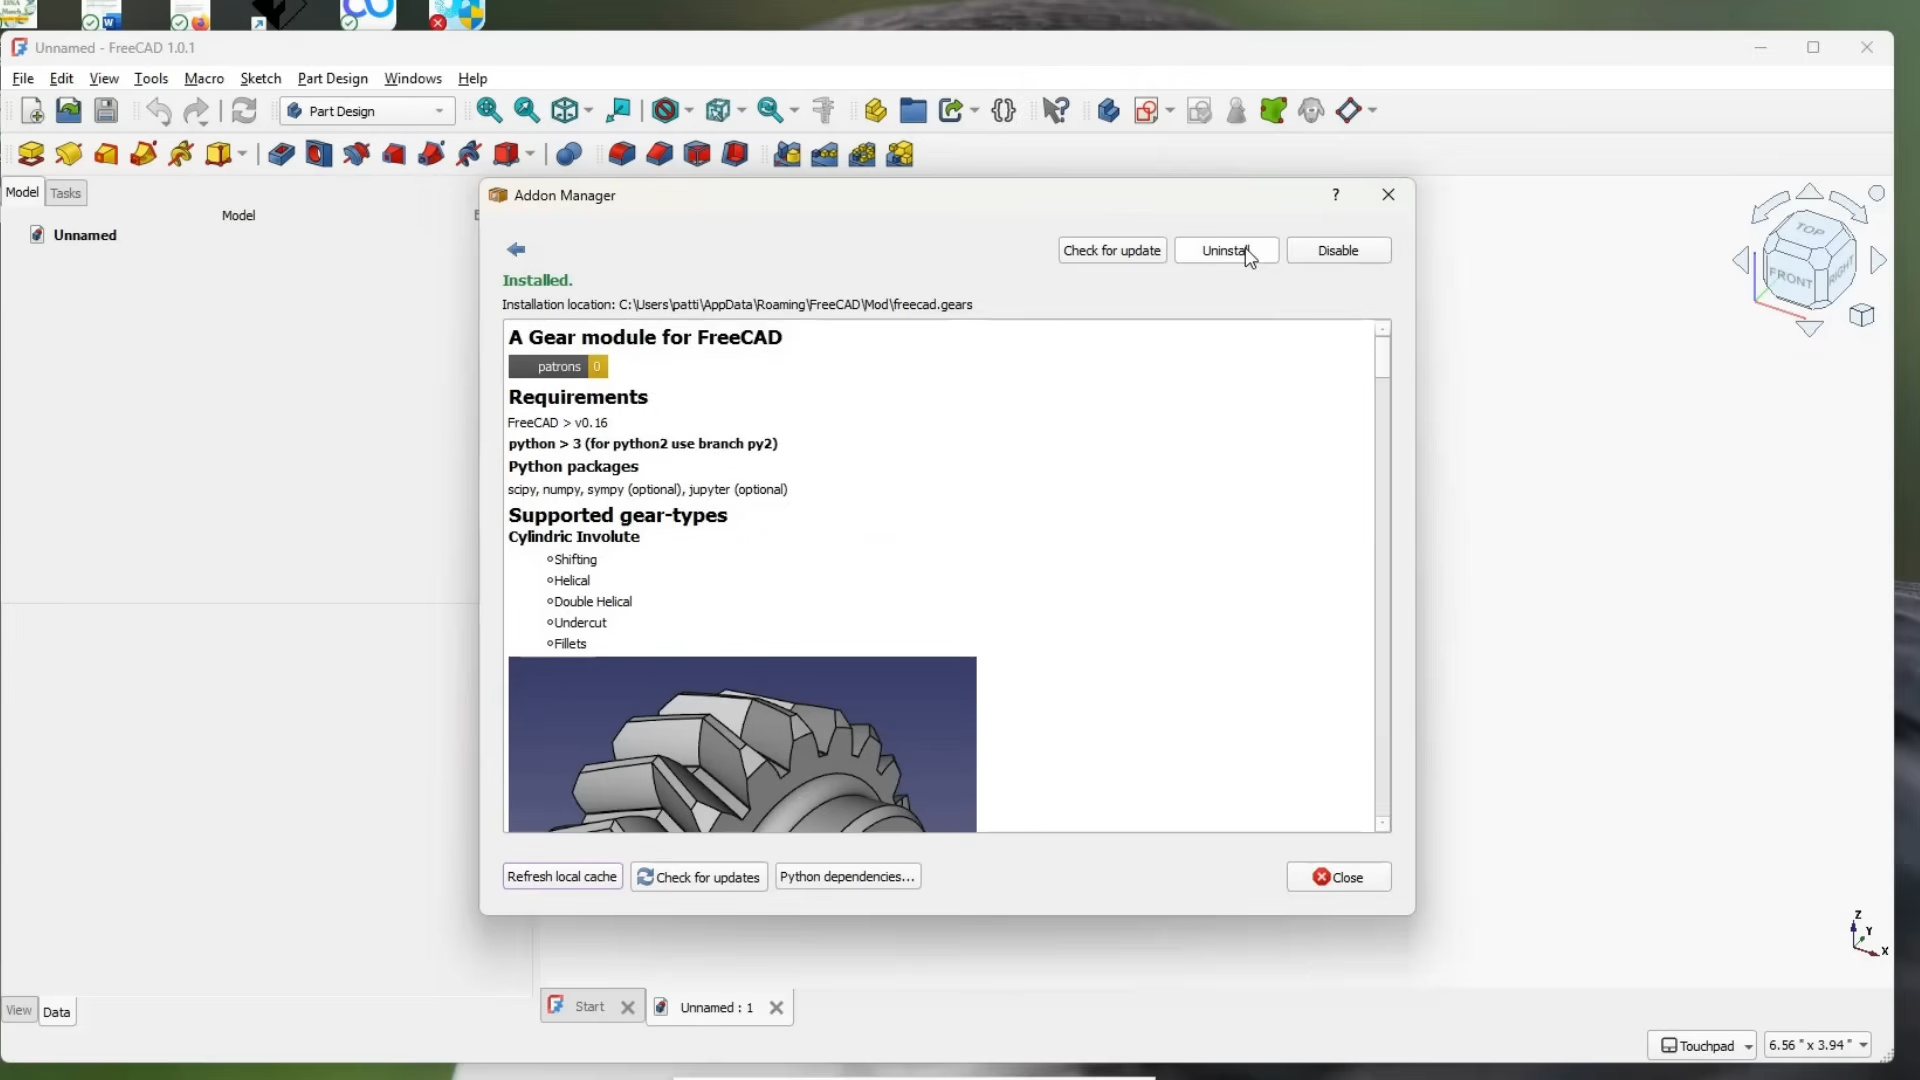 Unnamed - FreeCAD 1.0.1
File Edit View Tools Macro Sketch Part Design Windows Help
Part Design
Model Tasks
Model
Unnamed
Addon Manager
?
Check for update Uninstall Disable
Installed.
Installation location: C:\Users\patti\AppData\Roaming\FreeCAD\Mod\freecad.gears
A Gear module for FreeCAD
patrons 0
Requirements
FreeCAD > v0.16
python > 3 (for python2 use branch py2)
Python packages
scipy, numpy, sympy (optional), jupyter (optional)
Supported gear-types
Cylindric Involute
Shifting
Helical
Double Helical
Undercut
Fillets
Refresh local cache Check for updates Python dependencies... Close
TOP
FRONT RIGHT
Z
Y
X
View Data
Start Unnamed : 1
Touchpad 6.56 " x 3.94 "